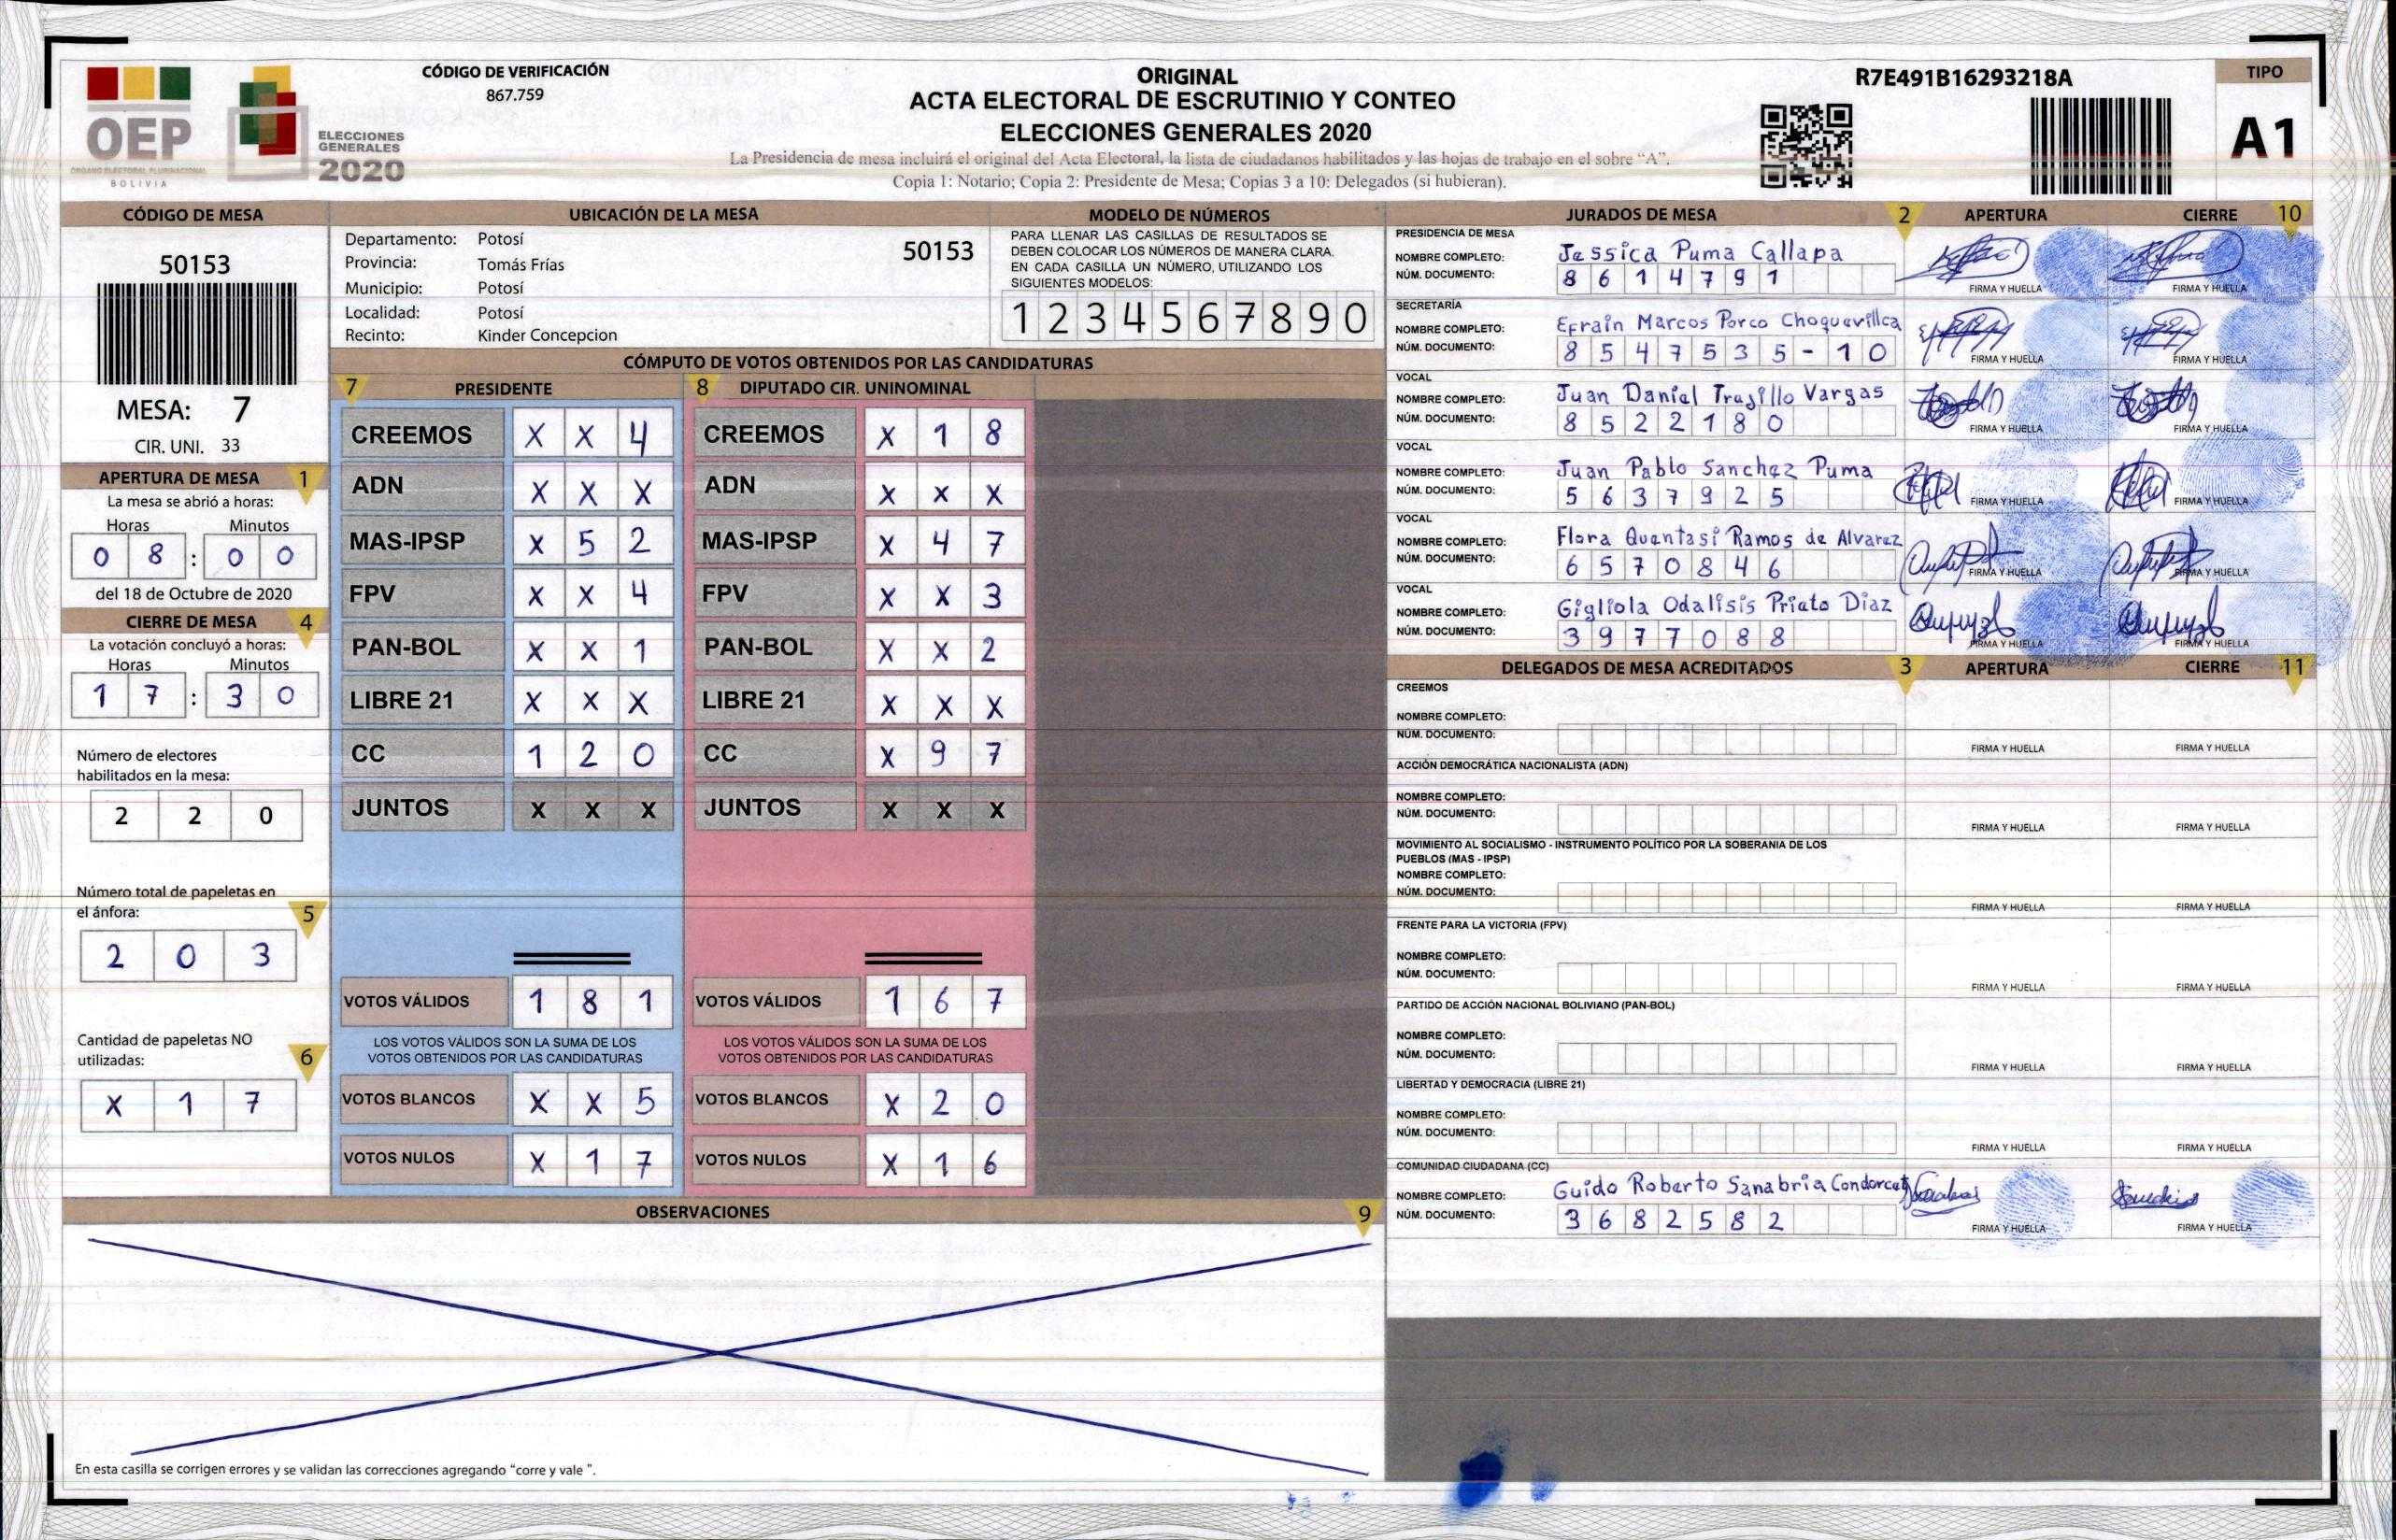 OEP
ÓRGANO ELECTORAL PLURINACIONAL
BOLIVIA
ELECCIONES
GENERALES
2020
CÓDIGO DE VERIFICACIÓN
867.759
ORIGINAL
ACTA ELECTORAL DE ESCRUTINIO Y CONTEO
ELECCIONES GENERALES 2020
La Presidencia de mesa incluirá el original del Acta Electoral, la lista de ciudadanos habilitados y las hojas de trabajo en el sobre “A”.
Copia 1: Notario; Copia 2: Presidente de Mesa; Copias 3 a 10: Delegados (si hubieran).
R7E491B16293218A
TIPO
A1
CÓDIGO DE MESA
50153
MESA: 7
CIR. UNI. 33
APERTURA DE MESA 1
La mesa se abrió a horas:
Horas Minutos
0 8 : 0 0
del 18 de Octubre de 2020
CIERRE DE MESA 4
La votación concluyó a horas:
Horas Minutos
1 7 : 3 0
Número de electores
habilitados en la mesa:
2 2 0
Número total de papeletas en
el ánfora: 5
2 0 3
Cantidad de papeletas NO
utilizadas: 6
X 1 7
UBICACIÓN DE LA MESA
Departamento: Potosí
50153
Provincia: Tomás Frías
Municipio: Potosí
Localidad: Potosí
Recinto: Kinder Concepcion
MODELO DE NÚMEROS
PARA LLENAR LAS CASILLAS DE RESULTADOS SE
DEBEN COLOCAR LOS NÚMEROS DE MANERA CLARA.
EN CADA CASILLA UN NÚMERO, UTILIZANDO LOS
SIGUIENTES MODELOS:
1 2 3 4 5 6 7 8 9 0
CÓMPUTO DE VOTOS OBTENIDOS POR LAS CANDIDATURAS
7 PRESIDENTE
CREEMOS X X 4
ADN X X X
MAS-IPSP X 5 2
FPV X X 4
PAN-BOL X X 1
LIBRE 21 X X X
CC 1 2 0
JUNTOS X X X
VOTOS VÁLIDOS 1 8 1
LOS VOTOS VÁLIDOS SON LA SUMA DE LOS
VOTOS OBTENIDOS POR LAS CANDIDATURAS
VOTOS BLANCOS X X 5
VOTOS NULOS X 1 7
8 DIPUTADO CIR. UNINOMINAL
CREEMOS X 1 8
ADN X X X
MAS-IPSP X 4 7
FPV X X 3
PAN-BOL X X 2
LIBRE 21 X X X
CC X 9 7
JUNTOS X X X
VOTOS VÁLIDOS 1 6 7
LOS VOTOS VÁLIDOS SON LA SUMA DE LOS
VOTOS OBTENIDOS POR LAS CANDIDATURAS
VOTOS BLANCOS X 2 0
VOTOS NULOS X 1 6
OBSERVACIONES 9
En esta casilla se corrigen errores y se validan las correcciones agregando “corre y vale ”.
JURADOS DE MESA 2 APERTURA CIERRE 10
PRESIDENCIA DE MESA
NOMBRE COMPLETO: Jessica Puma Callapa
NÚM. DOCUMENTO: 8 6 1 4 7 9 1
FIRMA Y HUELLA FIRMA Y HUELLA
SECRETARÍA
NOMBRE COMPLETO: Efraín Marcos Porco Choquevillca
NÚM. DOCUMENTO: 8 5 4 7 5 3 5 - 1 0
FIRMA Y HUELLA FIRMA Y HUELLA
VOCAL
NOMBRE COMPLETO: Juan Daniel Trujillo Vargas
NÚM. DOCUMENTO: 8 5 2 2 1 8 0
FIRMA Y HUELLA FIRMA Y HUELLA
VOCAL
NOMBRE COMPLETO: Juan Pablo Sanchez Puma
NÚM. DOCUMENTO: 5 6 3 7 9 2 5
FIRMA Y HUELLA FIRMA Y HUELLA
VOCAL
NOMBRE COMPLETO: Flora Quentasi Ramos de Alvarez
NÚM. DOCUMENTO: 6 5 7 0 8 4 6
FIRMA Y HUELLA FIRMA Y HUELLA
VOCAL
NOMBRE COMPLETO: Gigliola Odalisis Prieto Diaz
NÚM. DOCUMENTO: 3 9 7 7 0 8 8
FIRMA Y HUELLA FIRMA Y HUELLA
DELEGADOS DE MESA ACREDITADOS 3 APERTURA CIERRE 11
CREEMOS
NOMBRE COMPLETO:
NÚM. DOCUMENTO:
FIRMA Y HUELLA FIRMA Y HUELLA
ACCIÓN DEMOCRÁTICA NACIONALISTA (ADN)
NOMBRE COMPLETO:
NÚM. DOCUMENTO:
FIRMA Y HUELLA FIRMA Y HUELLA
MOVIMIENTO AL SOCIALISMO - INSTRUMENTO POLÍTICO POR LA SOBERANIA DE LOS
PUEBLOS (MAS - IPSP)
NOMBRE COMPLETO:
NÚM. DOCUMENTO:
FIRMA Y HUELLA FIRMA Y HUELLA
FRENTE PARA LA VICTORIA (FPV)
NOMBRE COMPLETO:
NÚM. DOCUMENTO:
FIRMA Y HUELLA FIRMA Y HUELLA
PARTIDO DE ACCIÓN NACIONAL BOLIVIANO (PAN-BOL)
NOMBRE COMPLETO:
NÚM. DOCUMENTO:
FIRMA Y HUELLA FIRMA Y HUELLA
LIBERTAD Y DEMOCRACIA (LIBRE 21)
NOMBRE COMPLETO:
NÚM. DOCUMENTO:
FIRMA Y HUELLA FIRMA Y HUELLA
COMUNIDAD CIUDADANA (CC)
NOMBRE COMPLETO: Guido Roberto Sanabria Condorcet
NÚM. DOCUMENTO: 3 6 8 2 5 8 2
FIRMA Y HUELLA FIRMA Y HUELLA